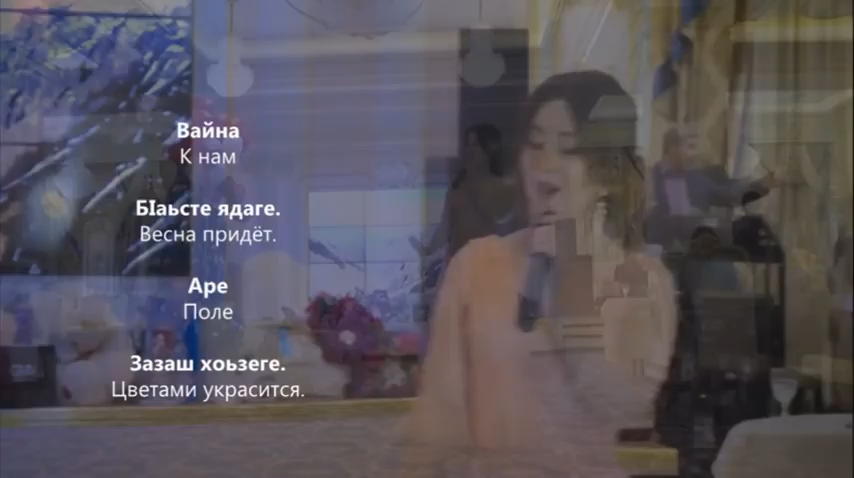 Вайна
К нам
БӀаьсте ядаге.
Весна придёт.
Аре
Поле
Зазаш хоьзеге.
Цветами украсится.